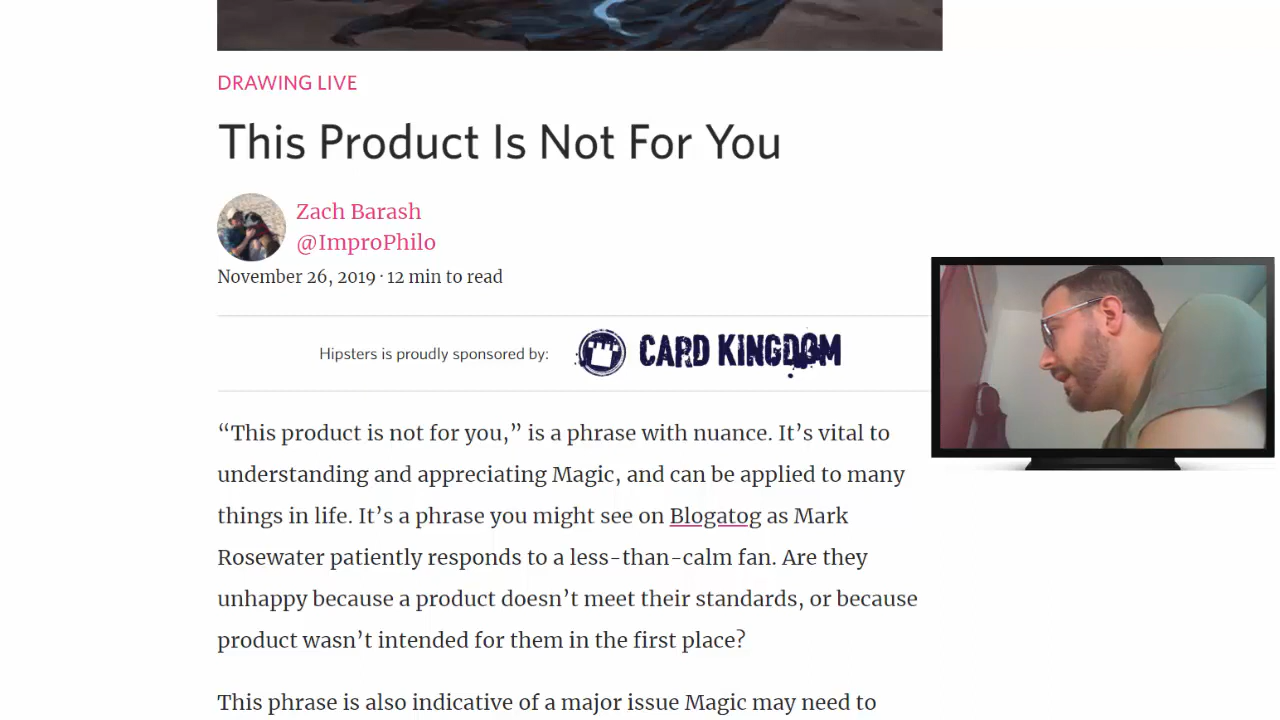 DRAWING LIVE
This Product Is Not For You
Zach Barash
@ImproPhilo
November 26, 2019 · 12 min to read
Hipsters is proudly sponsored by:
CARD KINGDOM
“This product is not for you,” is a phrase with nuance. It’s vital to
understanding and appreciating Magic, and can be applied to many
things in life. It’s a phrase you might see on Blogatog as Mark
Rosewater patiently responds to a less-than-calm fan. Are they
unhappy because a product doesn’t meet their standards, or because
product wasn’t intended for them in the first place?
This phrase is also indicative of a major issue Magic may need to